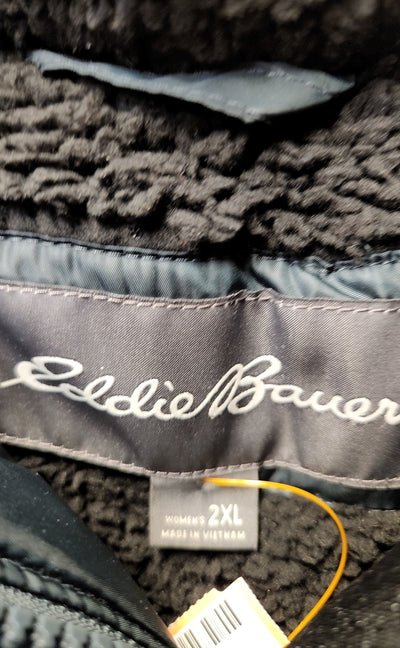 Eddie Bauer
WOMEN'S 2XL
MADE IN VIETNAM